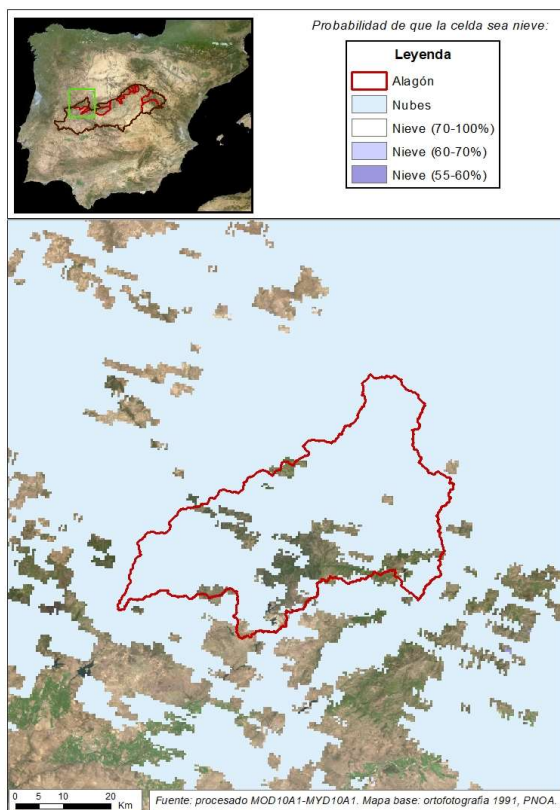 Probabilidad de que la celda sea nieve:
Leyenda
Alagón
Nubes
Nieve (70-100%)
Nieve (60-70%)
Nieve (55-60%)
0 5 10 20
Km
Fuente: procesado MOD10A1-MYD10A1. Mapa base: ortofotografía 1991, PNOA